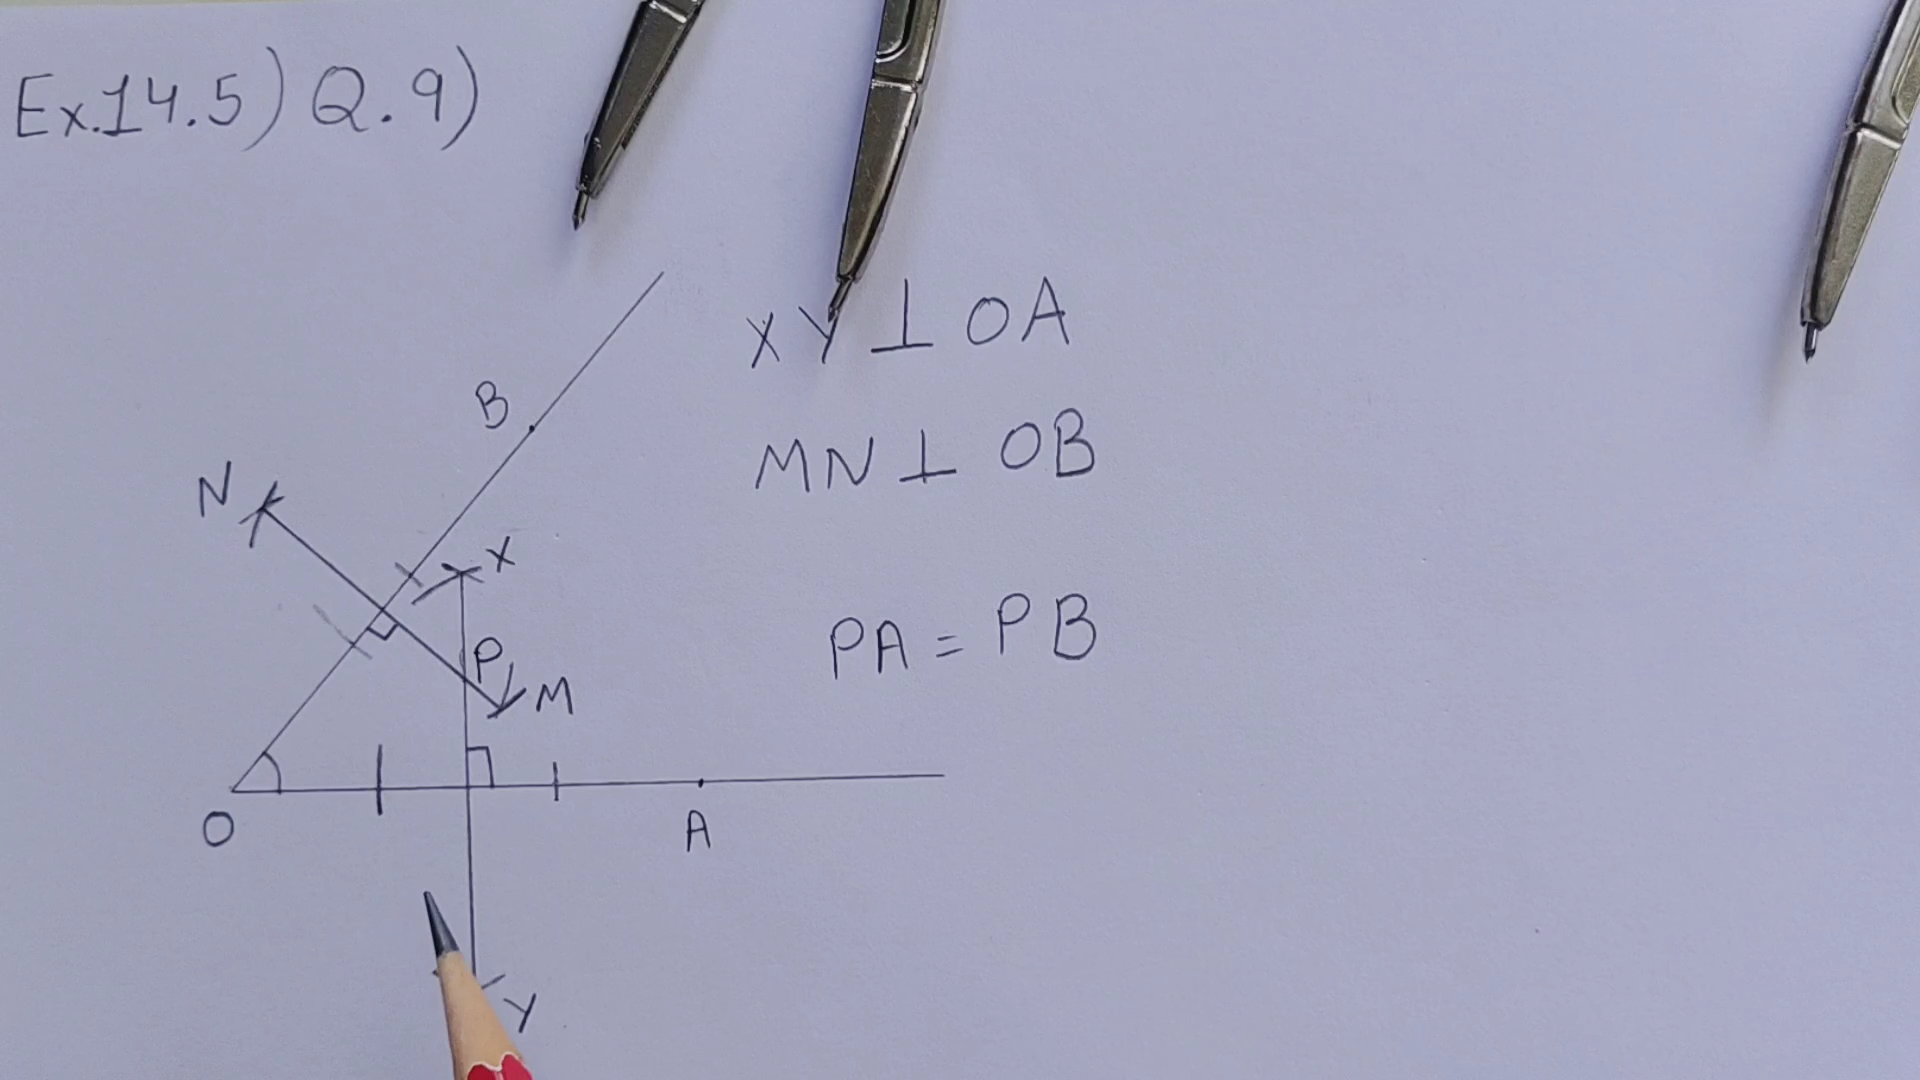 Ex.14.5) Q.9)
XY ⊥ OA
B
MN ⊥ OB
N
X
PA = PB
P
M
O
A
Y